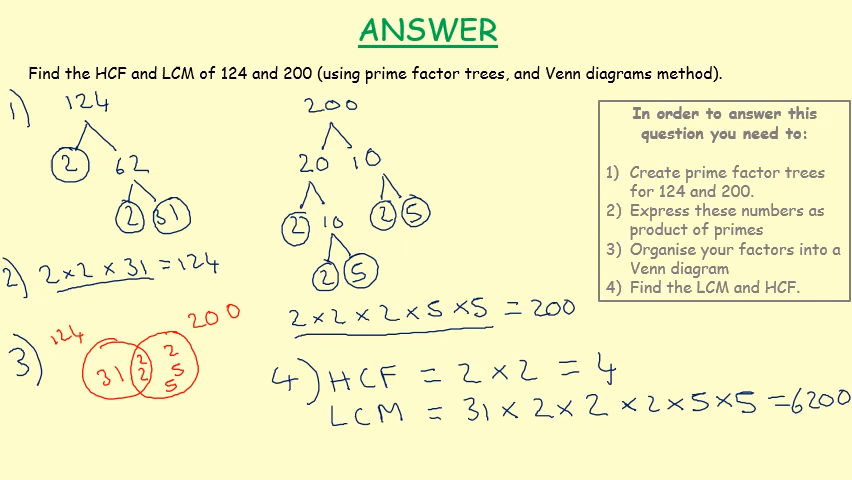 ANSWER
Find the HCF and LCM of 124 and 200 (using prime factor trees, and Venn diagrams method).
1)
124
2 62
2 31
200
20 10
2 10 2 5
2 5
In order to answer this
question you need to:
1) Create prime factor trees
for 124 and 200.
2) Express these numbers as
product of primes
3) Organise your factors into a
Venn diagram
4) Find the LCM and HCF.
2) 2 × 2 × 31 = 124
2 × 2 × 2 × 5 × 5 = 200
3)
124 200
31
2
2
2
5
5
4) HCF = 2 × 2 = 4
LCM = 31 × 2 × 2 × 2 × 5 × 5 = 6200